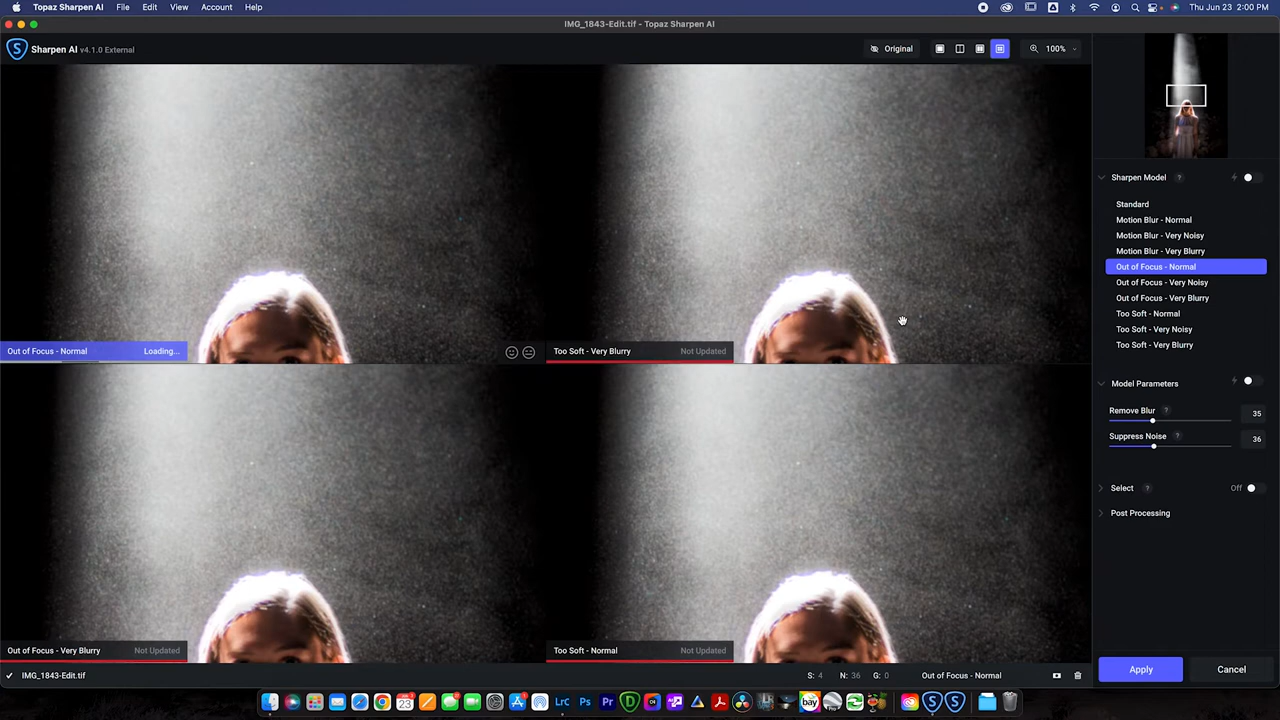 Topaz Sharpen AI File Edit View Account Help Thu Jun 23 2:00 PM
IMG_1843-Edit.tif - Topaz Sharpen AI
Sharpen AI v4.1.0 External Original 100%
Sharpen Model ?
Standard
Motion Blur - Normal
Motion Blur - Very Noisy
Motion Blur - Very Blurry
Out of Focus - Normal
Out of Focus - Very Noisy
Out of Focus - Very Blurry
Too Soft - Normal
Too Soft - Very Noisy
Too Soft - Very Blurry
Out of Focus - Normal Loading... Too Soft - Very Blurry Not Updated
Model Parameters
Remove Blur ? 35
Suppress Noise ? 36
Select ? Off
Post Processing
Out of Focus - Very Blurry Not Updated Too Soft - Normal Not Updated
IMG_1843-Edit.tif S: 4 N: 36 G: 0 Out of Focus - Normal
Apply Cancel
23 LrC Ps Pr bay